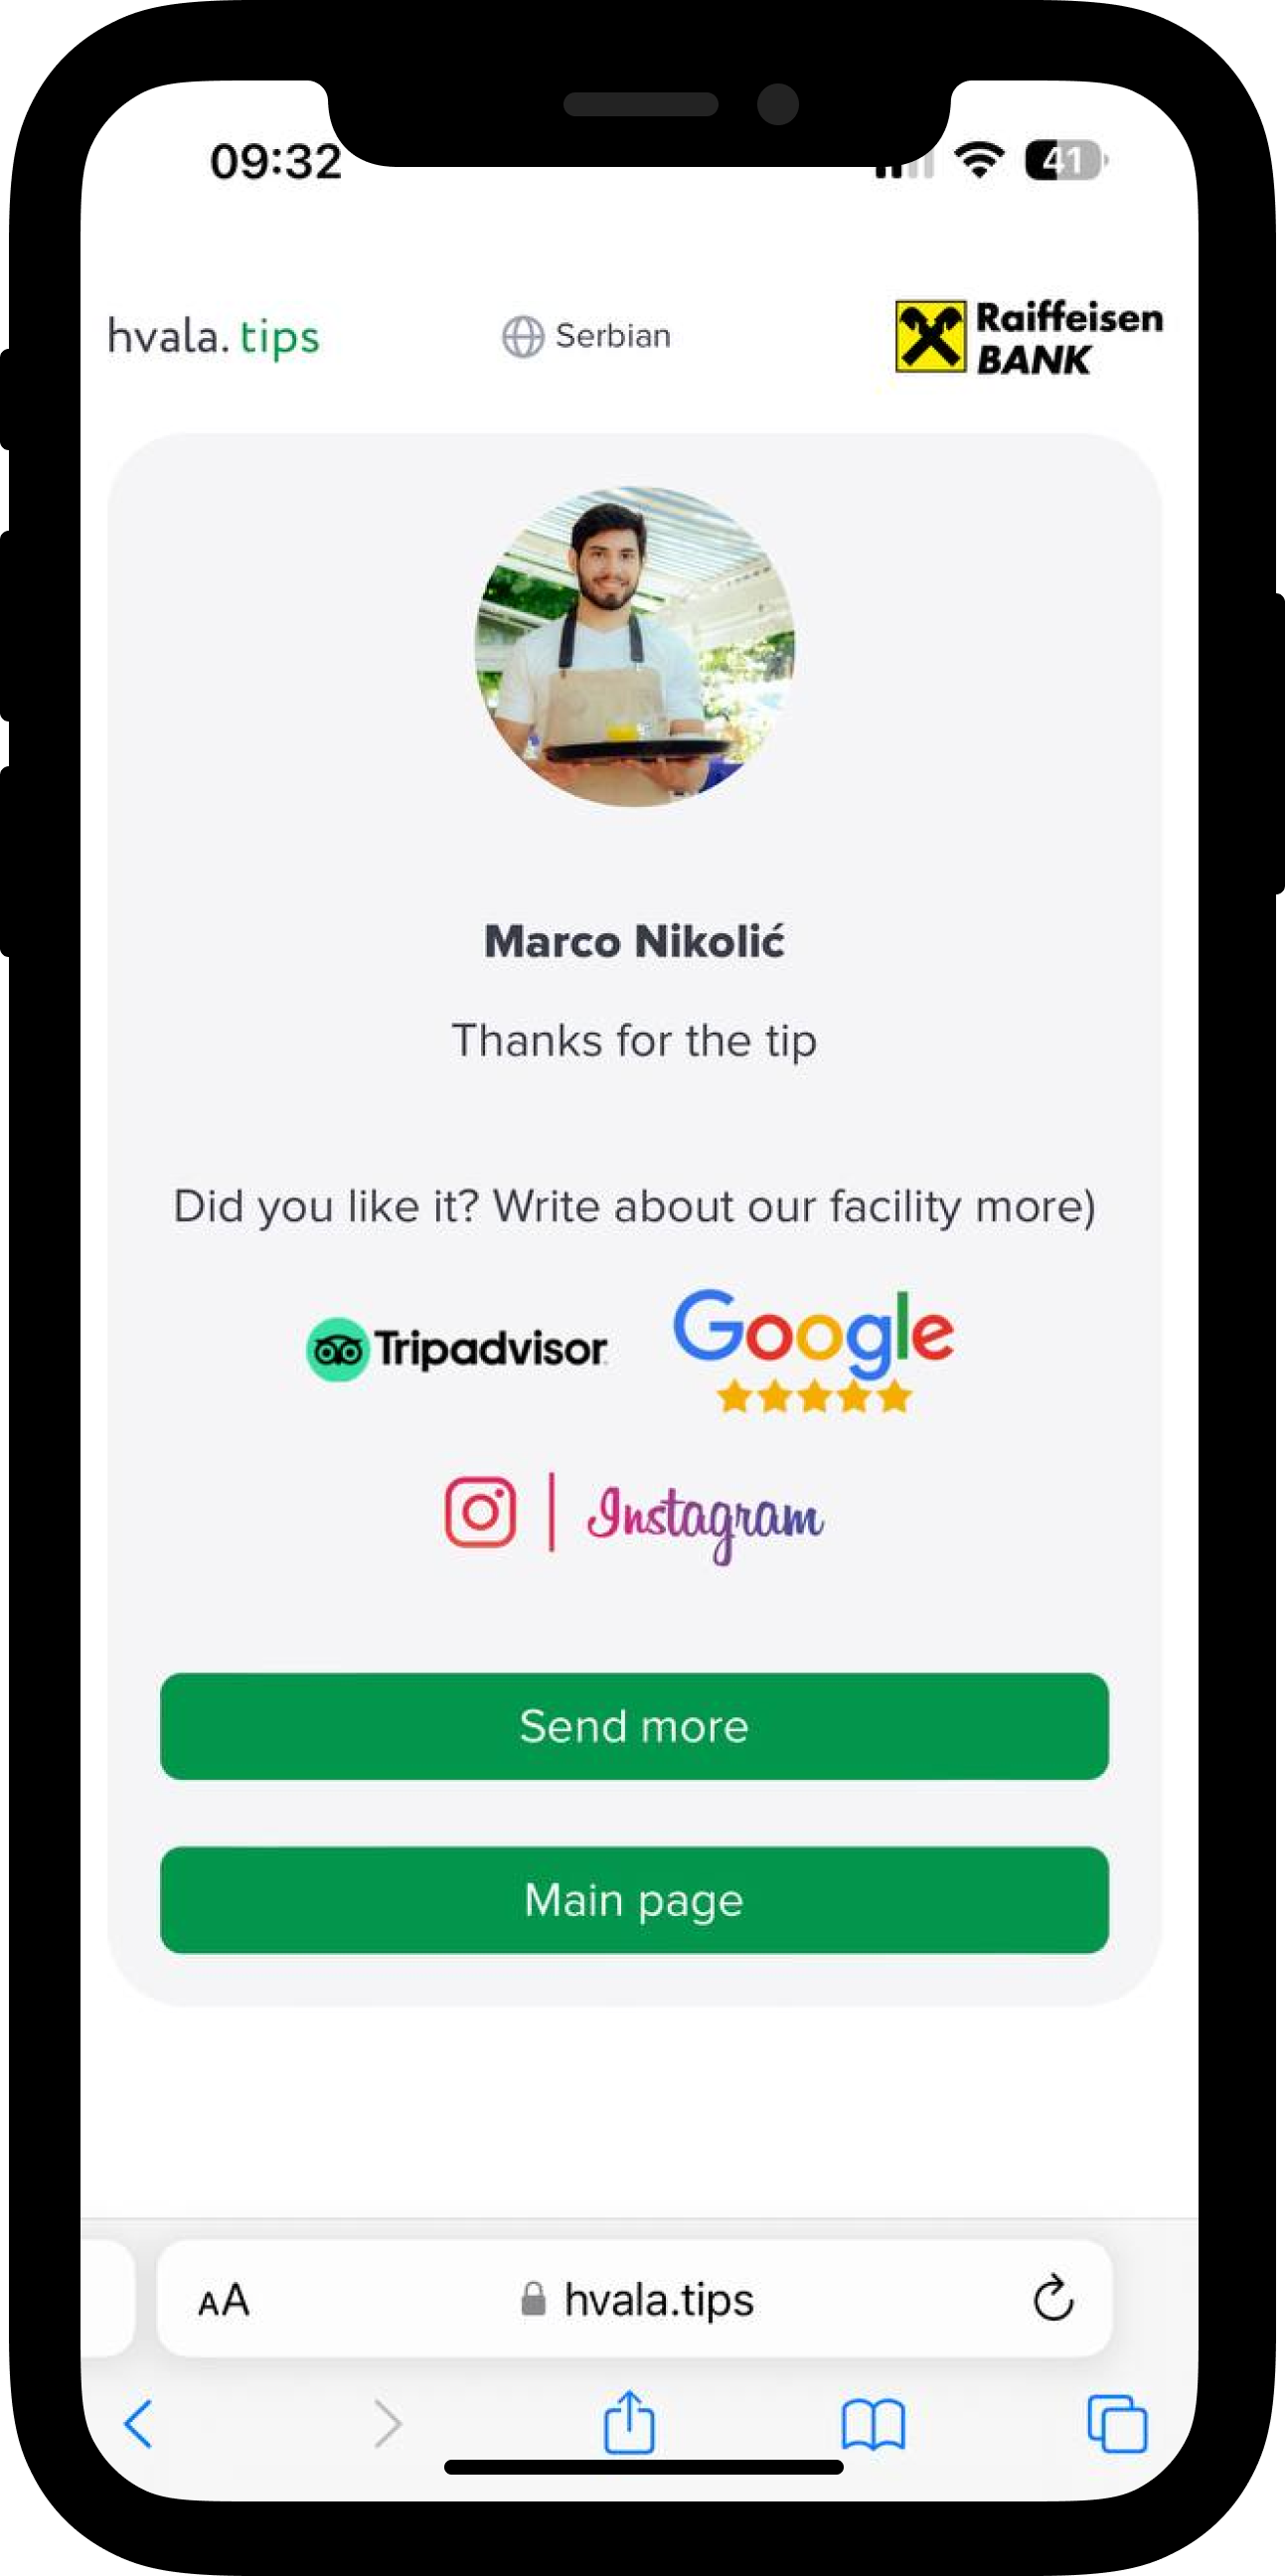 09:32
41
hvala. tips
Serbian
Raiffeisen
BANK
Marco Nikolić
Thanks for the tip
Did you like it? Write about our facility more)
Tripadvisor
Google
Instagram
Send more
Main page
AA
hvala.tips